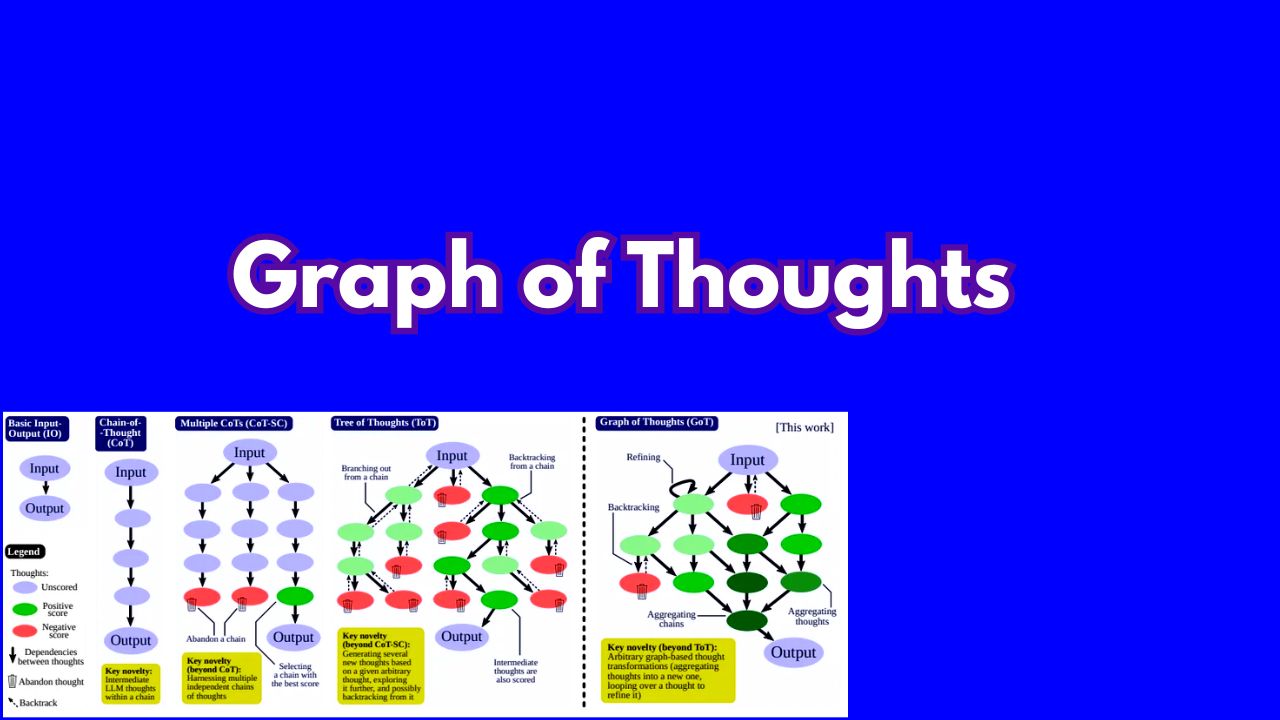 Graph of Thoughts
Basic Input-
Output (IO)
Input
Output
Legend
Thoughts:
Unscored
Positive
score
Negative
score
Dependencies
between thoughts
Abandon thought
Backtrack
Chain-of-
-Thought
(CoT)
Input
Output
Key novelty:
Intermediate
LLM thoughts
within a chain
Multiple CoTs (CoT-SC)
Input
Abandon a chain
Output
Selecting
a chain with
the best score
Key novelty
(beyond CoT):
Harnessing multiple
independent chains
of thoughts
Tree of Thoughts (ToT)
Input
Branching out
from a chain
Backtracking
from a chain
Output
Intermediate
thoughts are
also scored
Key novelty
(beyond CoT-SC):
Generating several
new thoughts based
on a given arbitrary
thought, exploring
it further, and possibly
backtracking from it
Graph of Thoughts (GoT)
[This work]
Refining
Input
Backtracking
Aggregating
chains
Aggregating
thoughts
Output
Key novelty (beyond ToT):
Arbitrary graph-based thought
transformations (aggregating
thoughts into a new one,
looping over a thought to
refine it)